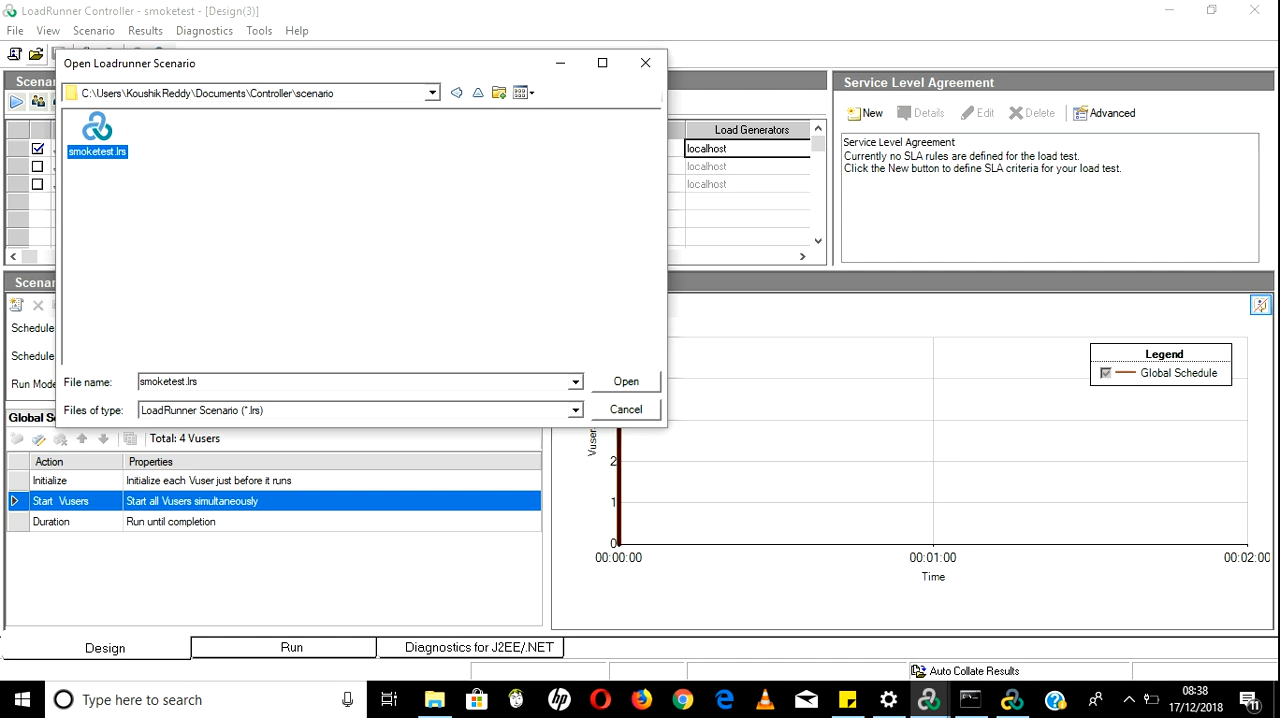 LoadRunner Controller - smoketest - [Design(3)]
File View Scenario Results Diagnostics Tools Help
Open Loadrunner Scenario
C:\Users\KoushikReddy\Documents\Controller\scenario
smoketest.lrs
File name: smoketest.lrs Open
Files of type: LoadRunner Scenario (*.lrs) Cancel
Scena
Load Generators
localhost
localhost
localhost
Service Level Agreement
New Details Edit Delete Advanced
Service Level Agreement
Currently no SLA rules are defined for the load test.
Click the New button to define SLA criteria for your load test.
Scena
Schedule
Schedule
Run Mode
Global S
Total: 4 Vusers
Action Properties
Initialize Initialize each Vuser just before it runs
Start Vusers Start all Vusers simultaneously
Duration Run until completion
Legend
Global Schedule
Vusers
2
1
0
00:00:00 00:01:00 00:02:00
Time
Design Run Diagnostics for J2EE/.NET
Auto Collate Results
Type here to search
08:38
17/12/2018
11